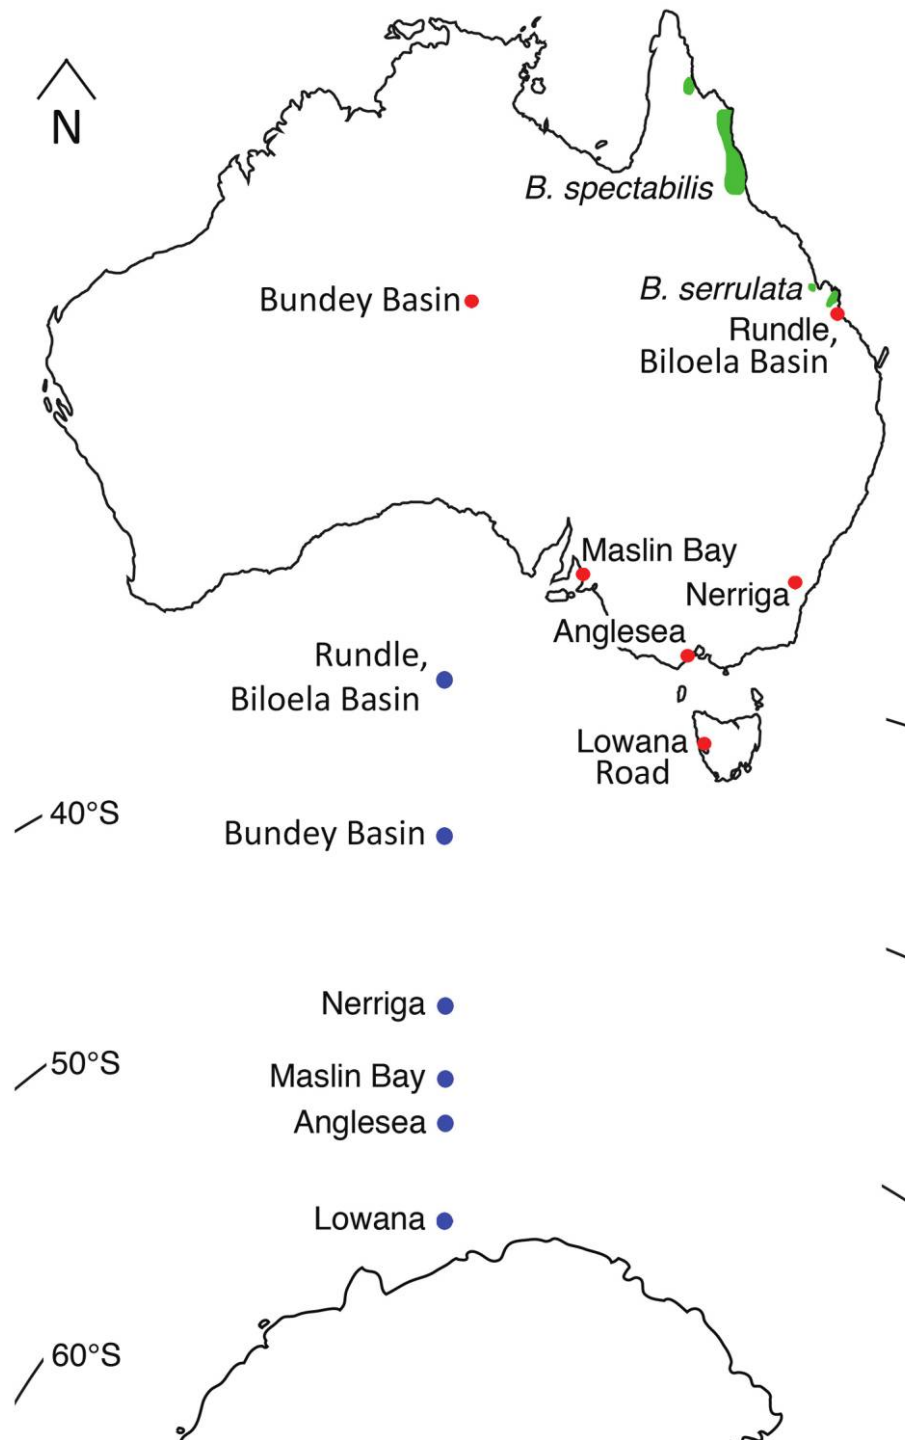 N
B. spectabilis
Bundey Basin
B. serrulata
Rundle,
Biloela Basin
Maslin Bay
Nerriga
Anglesea
Rundle,
Biloela Basin
Lowana
Road
40°S
Bundey Basin
Nerriga
50°S
Maslin Bay
Anglesea
Lowana
60°S